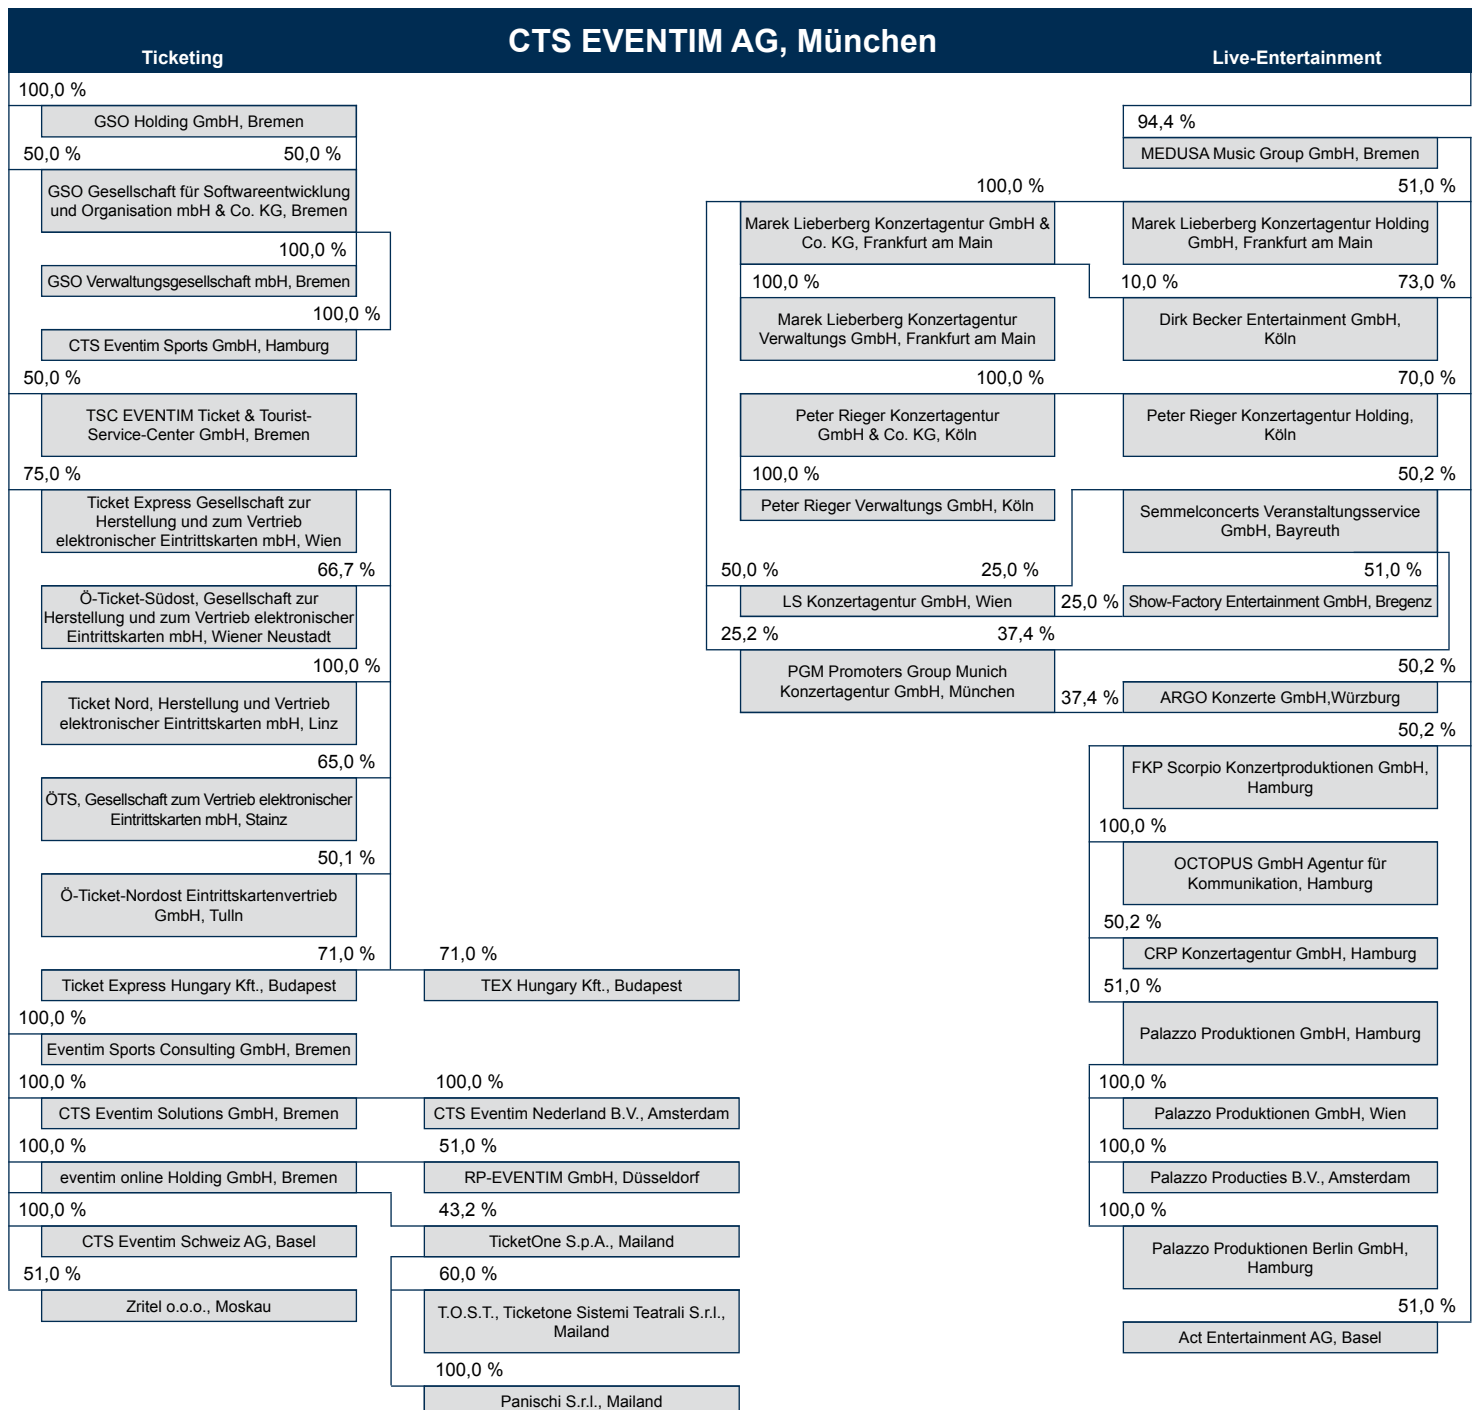 CTS EVENTIM AG, München
Ticketing
Live-Entertainment
100,0 %
GSO Holding GmbH, Bremen
50,0 %
50,0 %
GSO Gesellschaft für Softwareentwicklung
und Organisation mbH & Co. KG, Bremen
100,0 %
GSO Verwaltungsgesellschaft mbH, Bremen
100,0 %
CTS Eventim Sports GmbH, Hamburg
50,0 %
TSC EVENTIM Ticket & Tourist-
Service-Center GmbH, Bremen
75,0 %
Ticket Express Gesellschaft zur
Herstellung und zum Vertrieb
elektronischer Eintrittskarten mbH, Wien
66,7 %
Ö-Ticket-Südost, Gesellschaft zur
Herstellung und zum Vertrieb elektronischer
Eintrittskarten mbH, Wiener Neustadt
100,0 %
Ticket Nord, Herstellung und Vertrieb
elektronischer Eintrittskarten mbH, Linz
65,0 %
ÖTS, Gesellschaft zum Vertrieb elektronischer
Eintrittskarten mbH, Stainz
50,1 %
Ö-Ticket-Nordost Eintrittskartenvertrieb
GmbH, Tulln
71,0 %
71,0 %
Ticket Express Hungary Kft., Budapest
TEX Hungary Kft., Budapest
100,0 %
Eventim Sports Consulting GmbH, Bremen
100,0 %
100,0 %
CTS Eventim Solutions GmbH, Bremen
CTS Eventim Nederland B.V., Amsterdam
100,0 %
51,0 %
eventim online Holding GmbH, Bremen
RP-EVENTIM GmbH, Düsseldorf
100,0 %
43,2 %
CTS Eventim Schweiz AG, Basel
TicketOne S.p.A., Mailand
51,0 %
60,0 %
Zritel o.o.o., Moskau
T.O.S.T., Ticketone Sistemi Teatrali S.r.l.,
Mailand
100,0 %
Panischi S.r.l., Mailand
94,4 %
MEDUSA Music Group GmbH, Bremen
100,0 %
51,0 %
Marek Lieberberg Konzertagentur GmbH &
Co. KG, Frankfurt am Main
Marek Lieberberg Konzertagentur Holding
GmbH, Frankfurt am Main
100,0 %
10,0 %
73,0 %
Marek Lieberberg Konzertagentur
Verwaltungs GmbH, Frankfurt am Main
Dirk Becker Entertainment GmbH,
Köln
100,0 %
70,0 %
Peter Rieger Konzertagentur
GmbH & Co. KG, Köln
Peter Rieger Konzertagentur Holding,
Köln
100,0 %
50,2 %
Peter Rieger Verwaltungs GmbH, Köln
Semmelconcerts Veranstaltungsservice
GmbH, Bayreuth
50,0 %
25,0 %
51,0 %
LS Konzertagentur GmbH, Wien
25,0 %
Show-Factory Entertainment GmbH, Bregenz
25,2 %
37,4 %
50,2 %
PGM Promoters Group Munich
Konzertagentur GmbH, München
37,4 %
ARGO Konzerte GmbH,Würzburg
50,2 %
FKP Scorpio Konzertproduktionen GmbH,
Hamburg
100,0 %
OCTOPUS GmbH Agentur für
Kommunikation, Hamburg
50,2 %
CRP Konzertagentur GmbH, Hamburg
51,0 %
Palazzo Produktionen GmbH, Hamburg
100,0 %
Palazzo Produktionen GmbH, Wien
100,0 %
Palazzo Producties B.V., Amsterdam
100,0 %
Palazzo Produktionen Berlin GmbH,
Hamburg
51,0 %
Act Entertainment AG, Basel